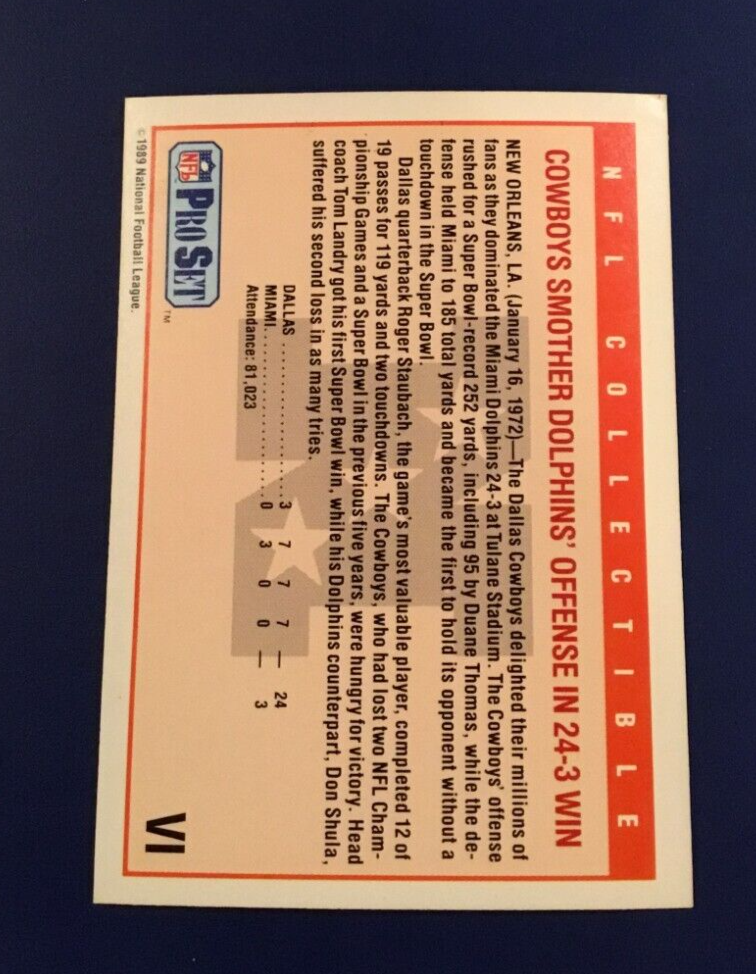 NFL COLLECTIBLE
COWBOYS SMOTHER DOLPHINS' OFFENSE IN 24-3 WIN
NEW ORLEANS, LA. (January 16, 1972)—The Dallas Cowboys delighted their millions of
fans as they dominated the Miami Dolphins 24-3 at Tulane Stadium. The Cowboys' offense
rushed for a Super Bowl-record 252 yards, including 95 by Duane Thomas, while the de-
fense held Miami to 185 total yards and became the first to hold its opponent without a
touchdown in the Super Bowl.
Dallas quarterback Roger Staubach, the game's most valuable player, completed 12 of
19 passes for 119 yards and two touchdowns. The Cowboys, who had lost two NFL Cham-
pionship Games and a Super Bowl in the previous five years, were hungry for victory. Head
coach Tom Landry got his first Super Bowl win, while his Dolphins counterpart, Don Shula,
suffered his second loss in as many tries.
DALLAS ....................3 7 7 7 — 24
MIAMI......................0 3 0 0 — 3
Attendance: 81,023
NFL PRO SET ™
VI
© 1989 National Football League.